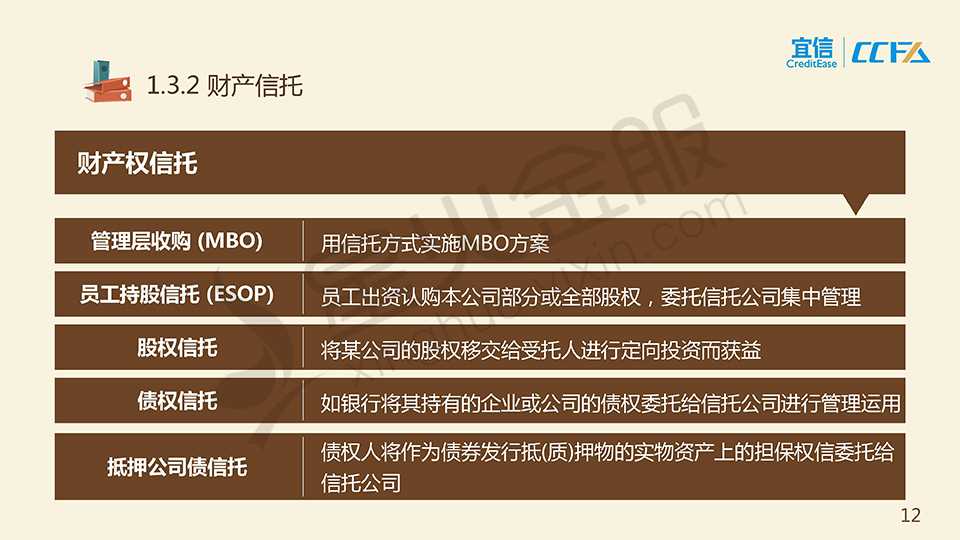 宜信
CreditEase
CCFA
1.3.2 财产信托
财产权信托
管理层收购 (MBO)
用信托方式实施MBO方案
员工持股信托 (ESOP)
员工出资认购本公司部分或全部股权，委托信托公司集中管理
股权信托
将某公司的股权移交给受托人进行定向投资而获益
债权信托
如银行将其持有的企业或公司的债权委托给信托公司进行管理运用
抵押公司债信托
债权人将作为债券发行抵(质)押物的实物资产上的担保权信委托给
信托公司
星火金服
xinghuoyixin.com
12